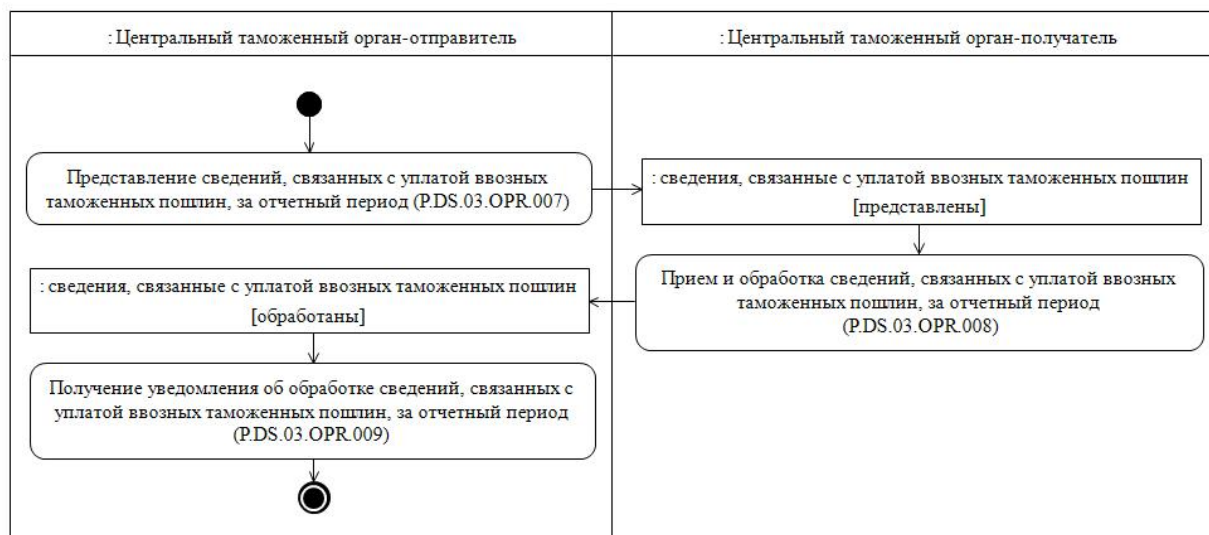 : Центральный таможенный орган-отправитель
: Центральный таможенный орган-получатель
Представление сведений, связанных с уплатой ввозных
таможенных пошлин, за отчетный период (P.DS.03.OPR.007)
: сведения, связанные с уплатой ввозных таможенных пошлин
[представлены]
Прием и обработка сведений, связанных с уплатой ввозных
таможенных пошлин, за отчетный период
(P.DS.03.OPR.008)
: сведения, связанные с уплатой ввозных таможенных пошлин
[обработаны]
Получение уведомления об обработке сведений, связанных с
уплатой ввозных таможенных пошлин, за отчетный период
(P.DS.03.OPR.009)